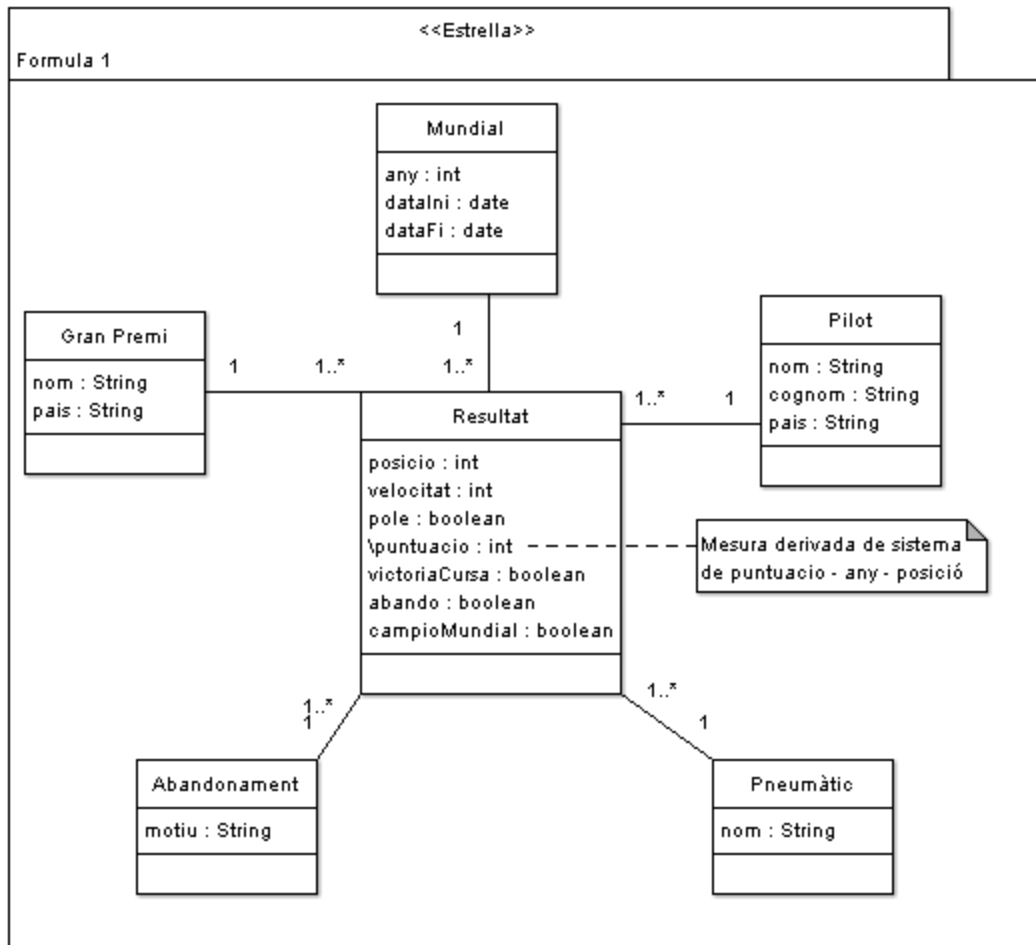 <<Estrella>>
Formula 1
Mundial
any : int
dataIni : date
dataFi : date
Gran Premi
nom : String
pais : String
1
1..*
1
1..*
Pilot
nom : String
cognom : String
pais : String
1..*
1
Resultat
posicio : int
velocitat : int
pole : boolean
\puntuacio : int
victoriaCursa : boolean
abando : boolean
campioMundial : boolean
Mesura derivada de sistema
de puntuacio - any - posició
1..*
1
1..*
1
Abandonament
motiu : String
Pneumàtic
nom : String